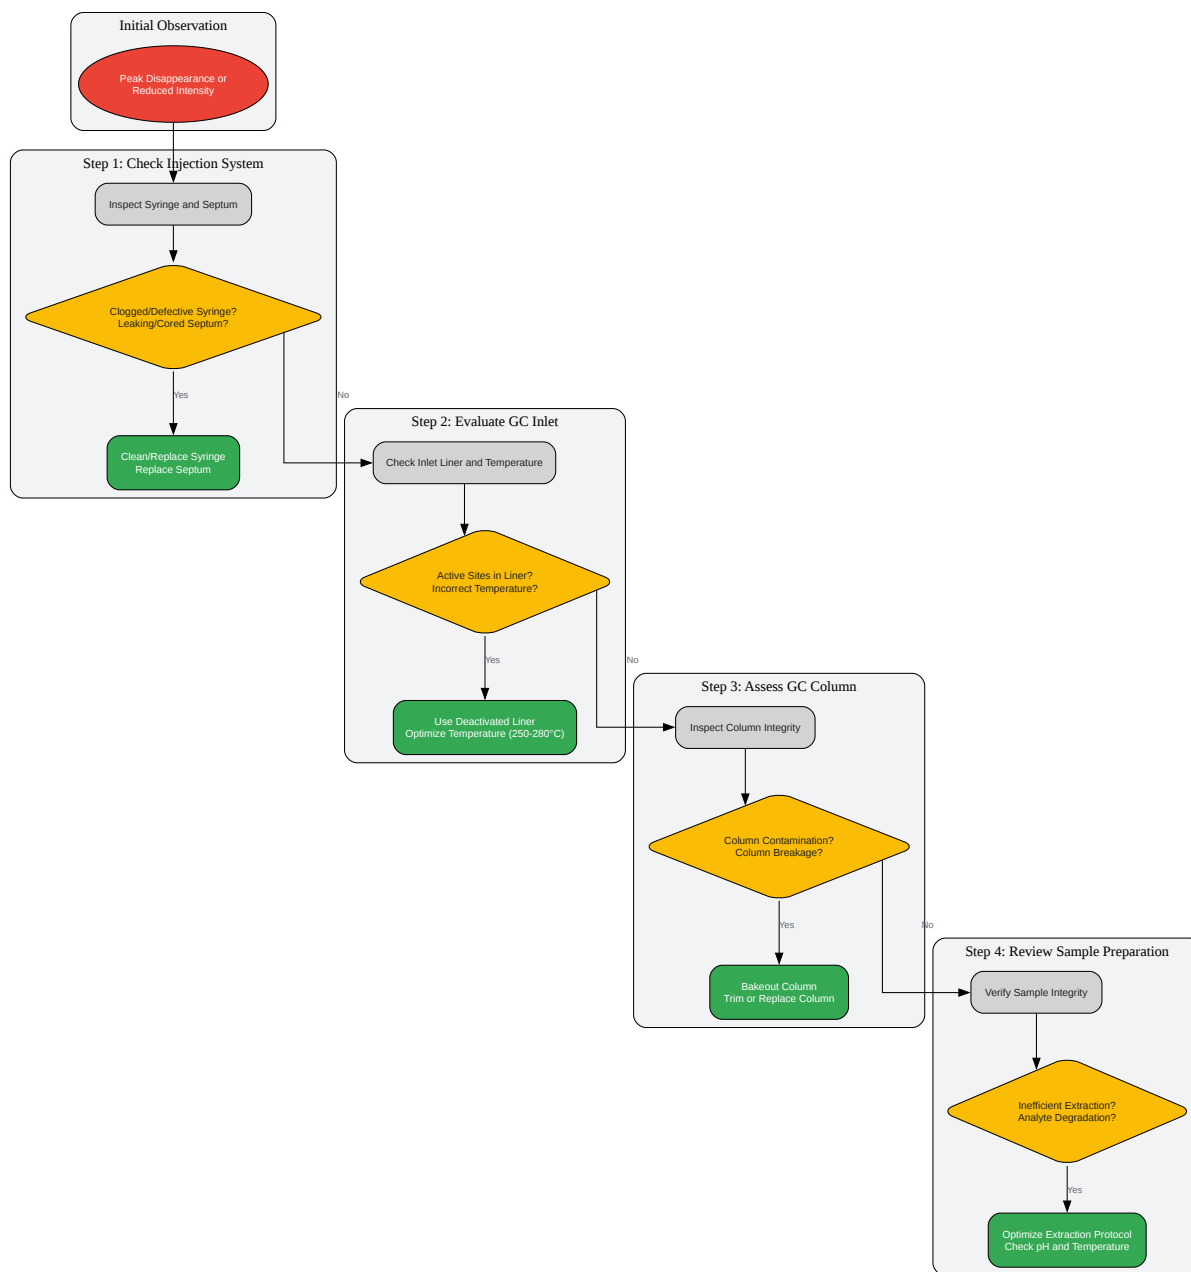 Initial Observation
Peak Disappearance or
Reduced Intensity
Step 1: Check Injection System
Inspect Syringe and Septum
Clogged/Defective Syringe?
Leaking/Cored Septum?
Yes
No
Clean/Replace Syringe
Replace Septum
Step 2: Evaluate GC Inlet
Check Inlet Liner and Temperature
Active Sites in Liner?
Incorrect Temperature?
Yes
No
Use Deactivated Liner
Optimize Temperature (250-280°C)
Step 3: Assess GC Column
Inspect Column Integrity
Column Contamination?
Column Breakage?
Yes
No
Bakeout Column
Trim or Replace Column
Step 4: Review Sample Preparation
Verify Sample Integrity
Inefficient Extraction?
Analyte Degradation?
Yes
Optimize Extraction Protocol
Check pH and Temperature